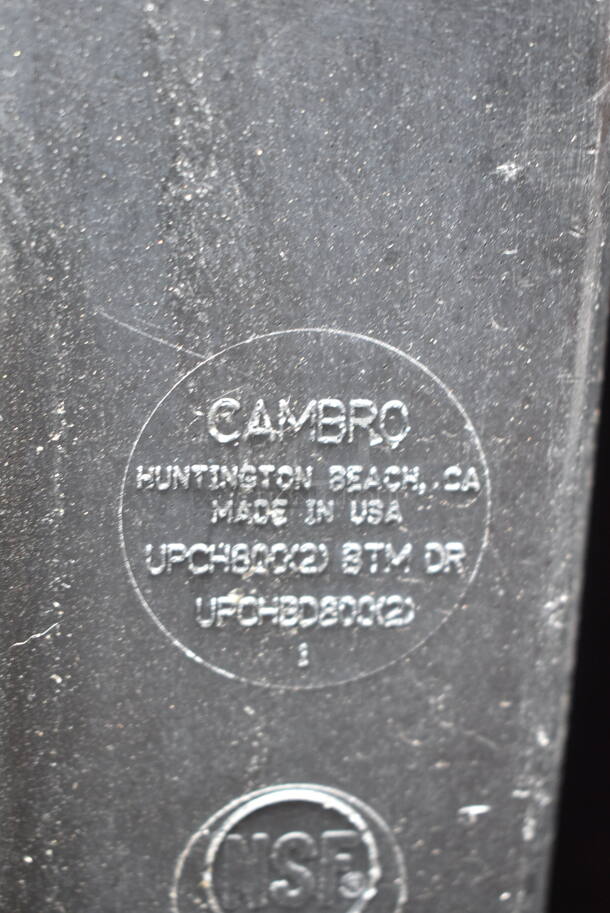 CAMBRO
HUNTINGTON BEACH, CA
MADE IN USA
UPCH800(2) BTM DR
UPCHBD800(2)
1
NSF®